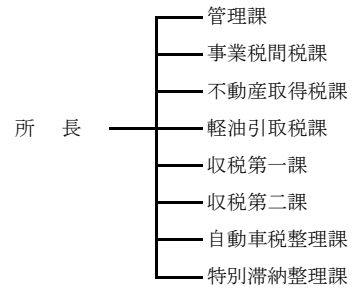 管理課
事業税間税課
不動産取得税課
所　長
軽油引取税課
収税第一課
収税第二課
自動車税整理課
特別滞納整理課